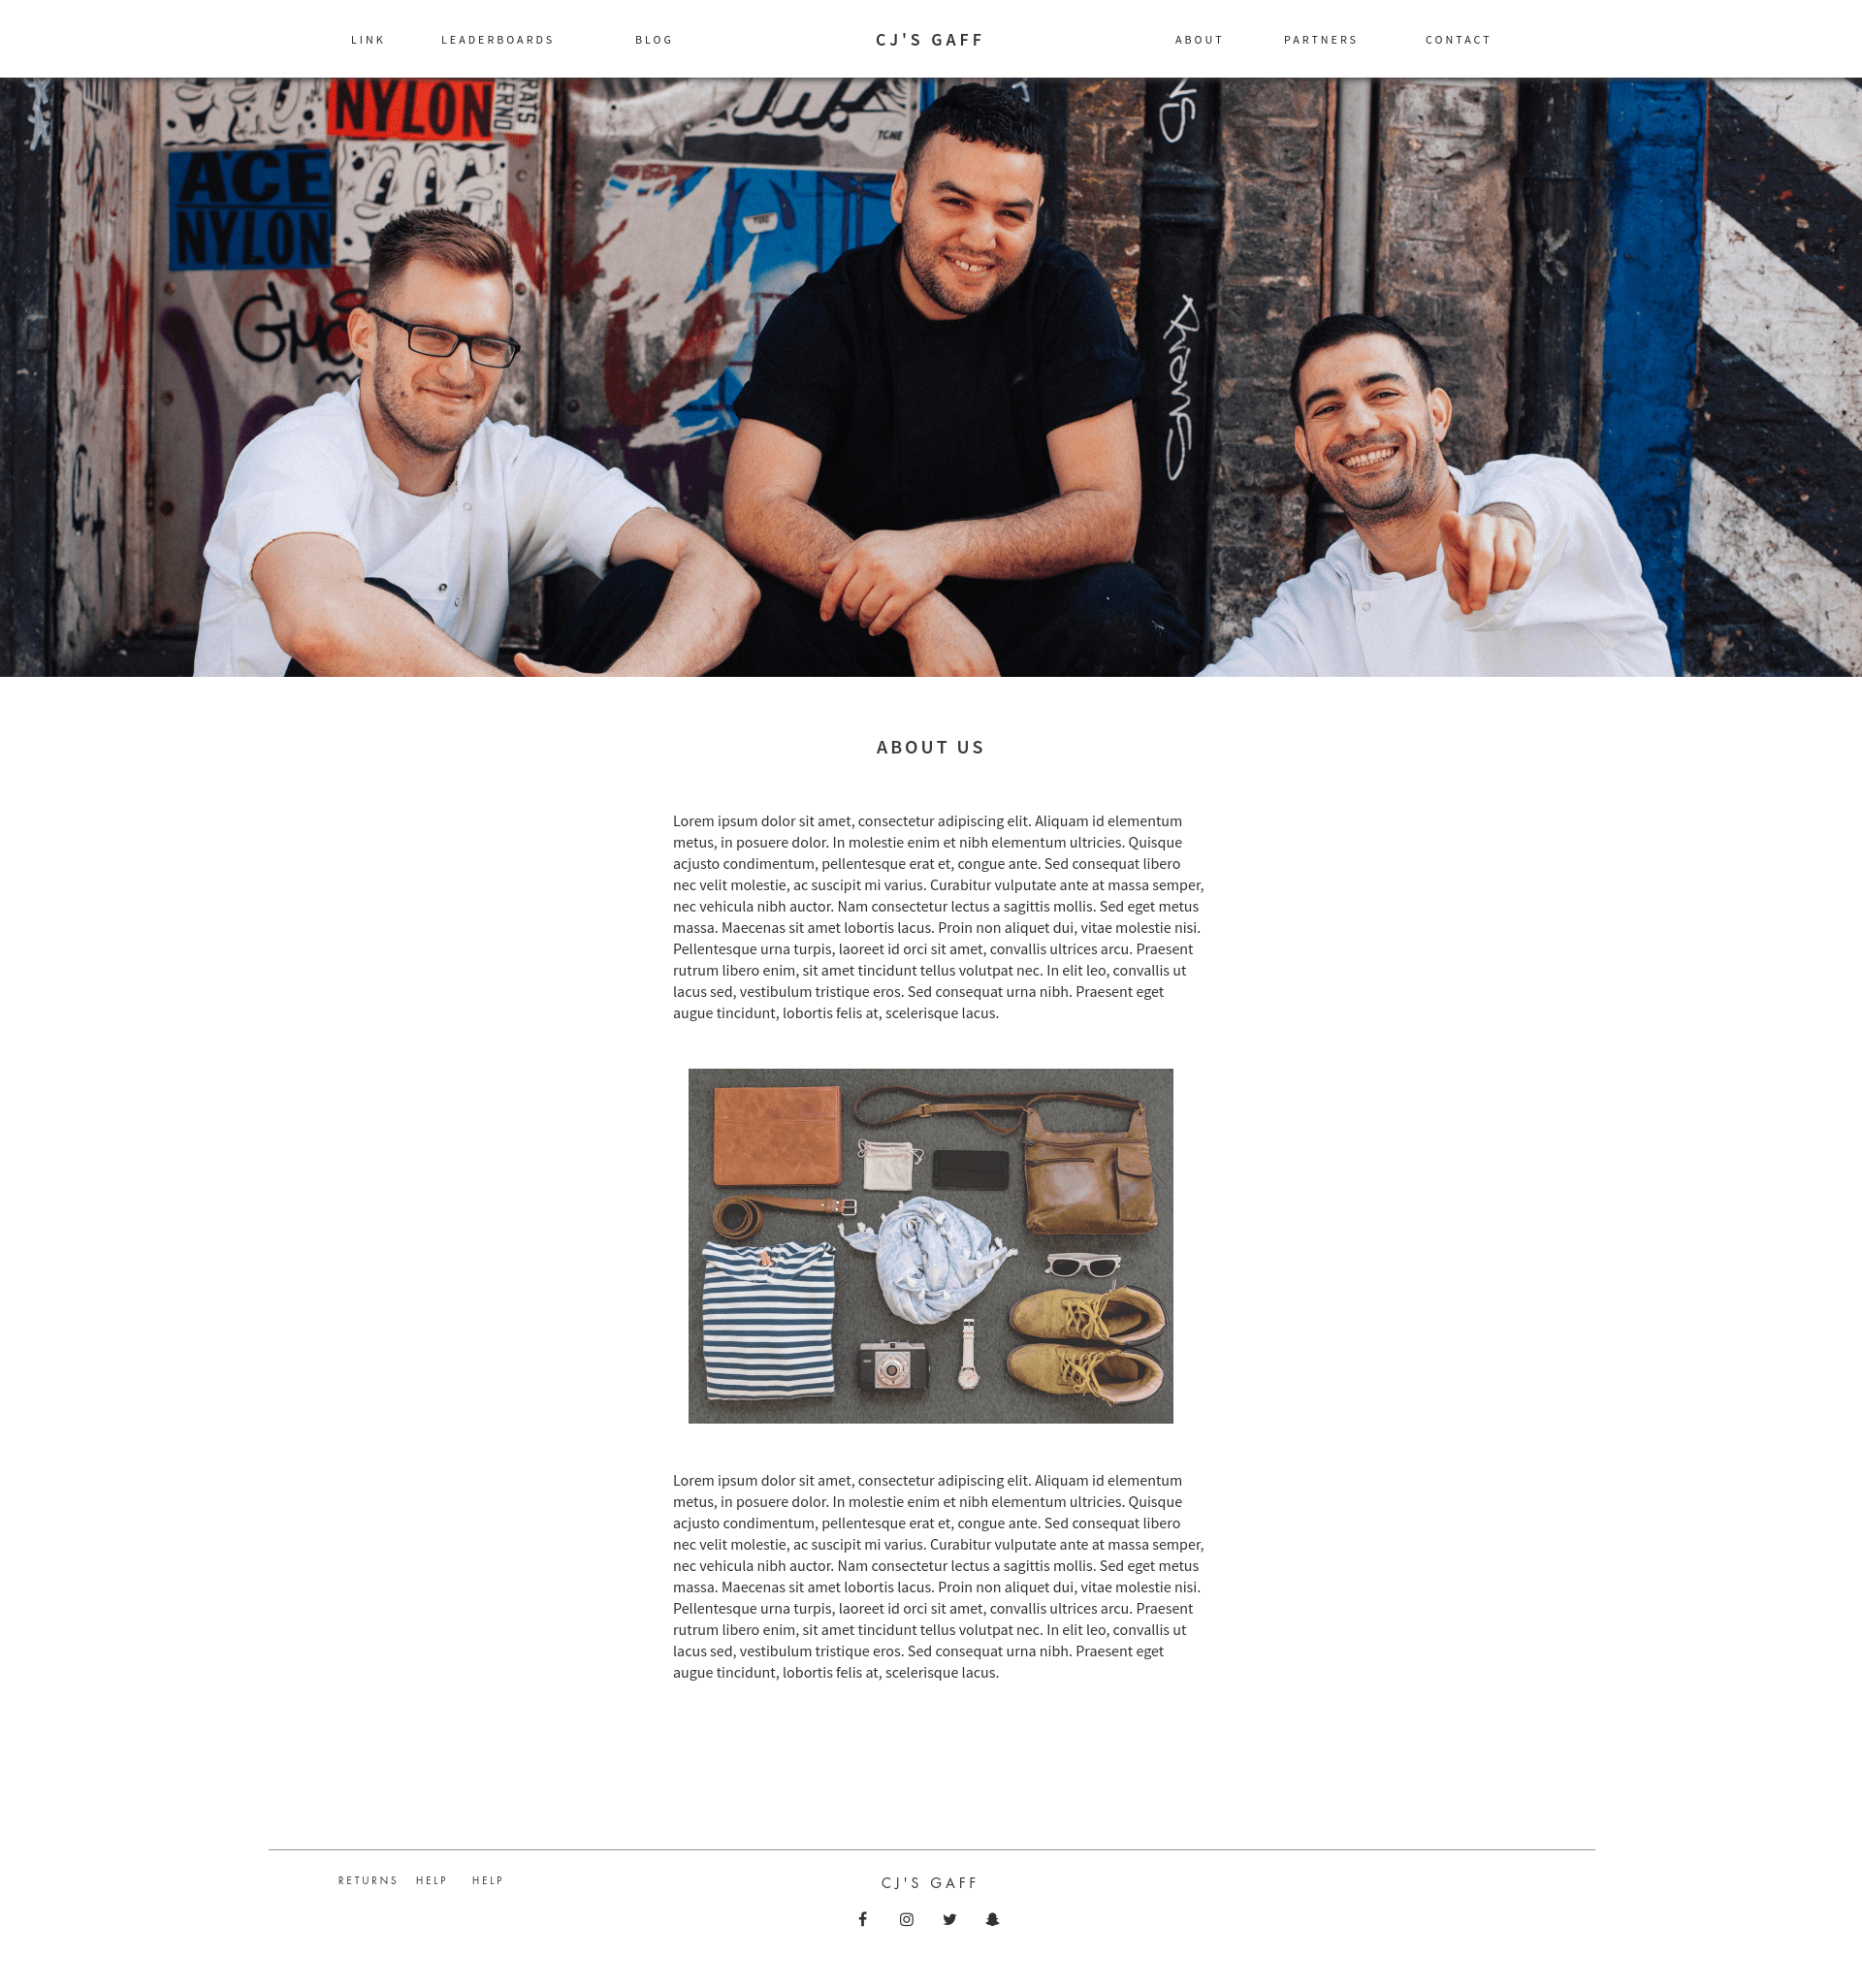 LINK LEADERBOARDS BLOG CJ'S GAFF ABOUT PARTNERS CONTACT
NYLON
ACE
NYLON
TONE
ABOUT US
Lorem ipsum dolor sit amet, consectetur adipiscing elit. Aliquam id elementum
metus, in posuere dolor. In molestie enim et nibh elementum ultricies. Quisque
acjusto condimentum, pellentesque erat et, congue ante. Sed consequat libero
nec velit molestie, ac suscipit mi varius. Curabitur vulputate ante at massa semper,
nec vehicula nibh auctor. Nam consectetur lectus a sagittis mollis. Sed eget metus
massa. Maecenas sit amet lobortis lacus. Proin non aliquet dui, vitae molestie nisi.
Pellentesque urna turpis, laoreet id orci sit amet, convallis ultrices arcu. Praesent
rutrum libero enim, sit amet tincidunt tellus volutpat nec. In elit leo, convallis ut
lacus sed, vestibulum tristique eros. Sed consequat urna nibh. Praesent eget
augue tincidunt, lobortis felis at, scelerisque lacus.
Lorem ipsum dolor sit amet, consectetur adipiscing elit. Aliquam id elementum
metus, in posuere dolor. In molestie enim et nibh elementum ultricies. Quisque
acjusto condimentum, pellentesque erat et, congue ante. Sed consequat libero
nec velit molestie, ac suscipit mi varius. Curabitur vulputate ante at massa semper,
nec vehicula nibh auctor. Nam consectetur lectus a sagittis mollis. Sed eget metus
massa. Maecenas sit amet lobortis lacus. Proin non aliquet dui, vitae molestie nisi.
Pellentesque urna turpis, laoreet id orci sit amet, convallis ultrices arcu. Praesent
rutrum libero enim, sit amet tincidunt tellus volutpat nec. In elit leo, convallis ut
lacus sed, vestibulum tristique eros. Sed consequat urna nibh. Praesent eget
augue tincidunt, lobortis felis at, scelerisque lacus.
RETURNS HELP HELP CJ'S GAFF